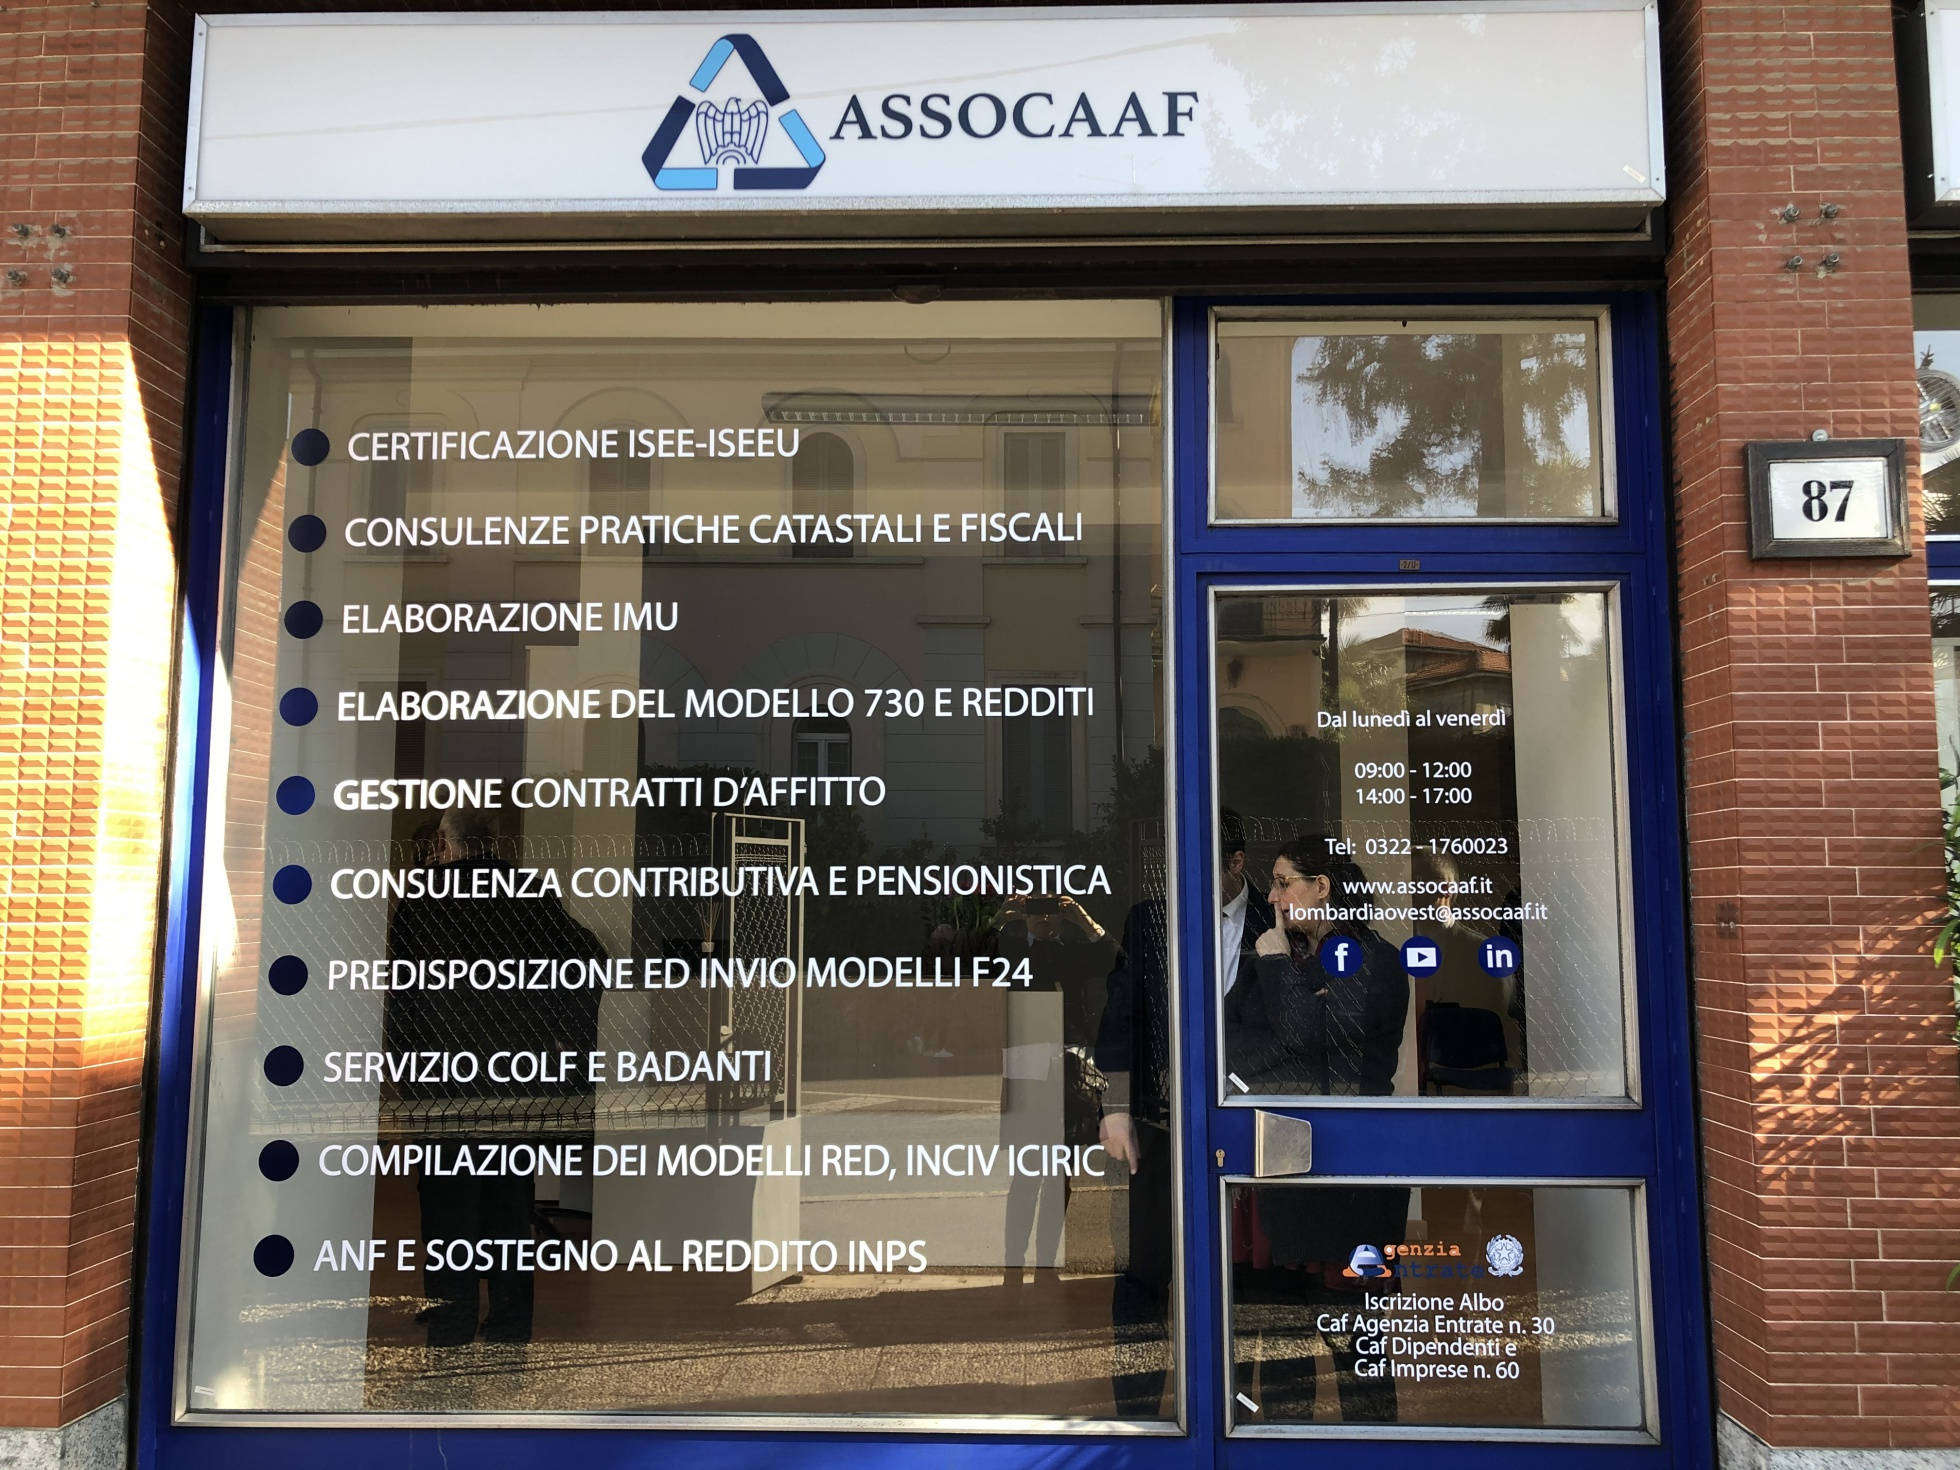 ASSOCAAF
CERTIFICAZIONE ISEE-ISEEU
CONSULENZE PRATICHE CATASTALI E FISCALI
ELABORAZIONE IMU
ELABORAZIONE DEL MODELLO 730 E REDDITI
GESTIONE CONTRATTI D'AFFITTO
CONSULENZA CONTRIBUTIVA E PENSIONISTICA
PREDISPOSIZIONE ED INVIO MODELLI F24
SERVIZIO COLF E BADANTI
COMPILAZIONE DEI MODELLI RED, INCIV ICIRIC
ANF E SOSTEGNO AL REDDITO INPS
87
Dal lunedì al venerdì
09:00 - 12:00
14:00 - 17:00
Tel: 0322 - 1760023
www.assocaaf.it
lombardiaovest@assocaaf.it
f in
Agenzia
Entrate
Iscrizione Albo
Caf Agenzia Entrate n. 30
Caf Dipendenti e
Caf Imprese n. 60